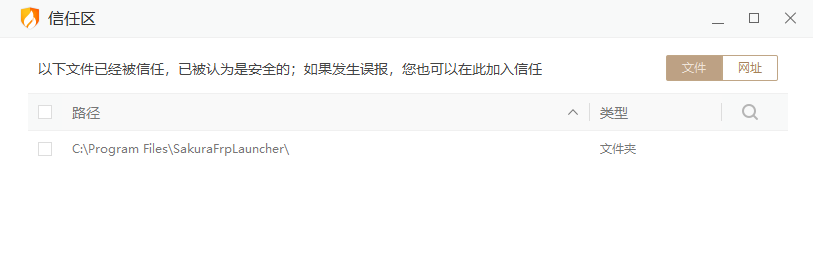 信任区
以下文件已经被信任，已被认为是安全的；如果发生误报，您也可以在此加入信任
文件 网址
路径 类型
C:\Program Files\SakuraFrpLauncher\ 文件夹